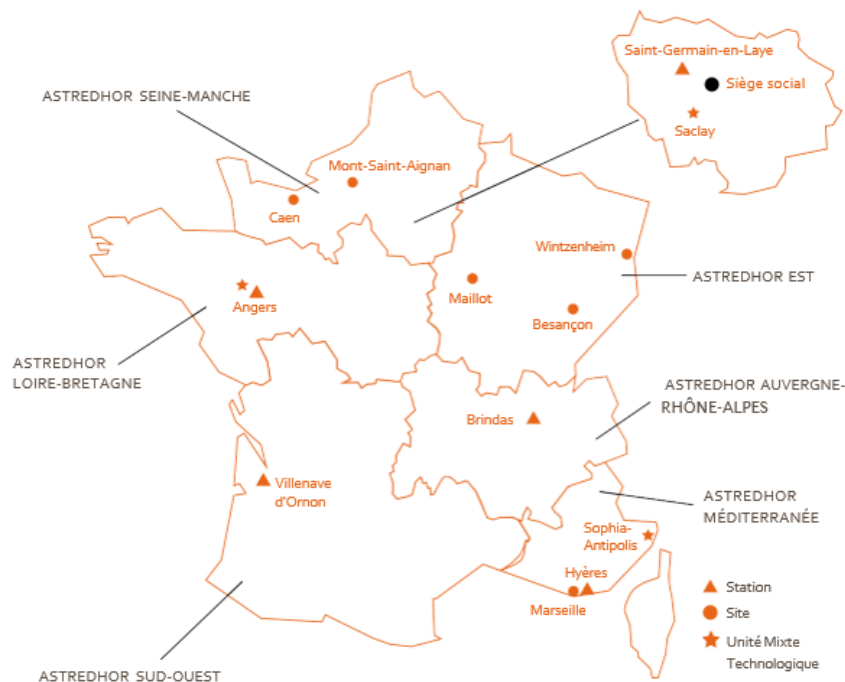 Saint-Germain-en-Laye
Siège social
Saclay
ASTREDHOR SEINE-MANCHE
Mont-Saint-Aignan
Caen
Wintzenheim
ASTREDHOR EST
Maillot
Besançon
Angers
ASTREDHOR
LOIRE-BRETAGNE
ASTREDHOR AUVERGNE-
RHÔNE-ALPES
Brindas
Villenave
d'Ornon
ASTREDHOR
MÉDITERRANÉE
Sophia-
Antipolis
Hyères
Marseille
Station
Site
Unité Mixte
Technologique
ASTREDHOR SUD-OUEST